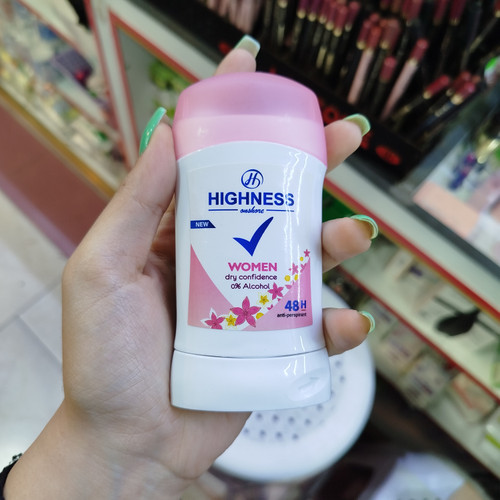 H
HIGHNESS
onshore
NEW
WOMEN
dry confidence
0% Alcohol
48H
anti-perspirant